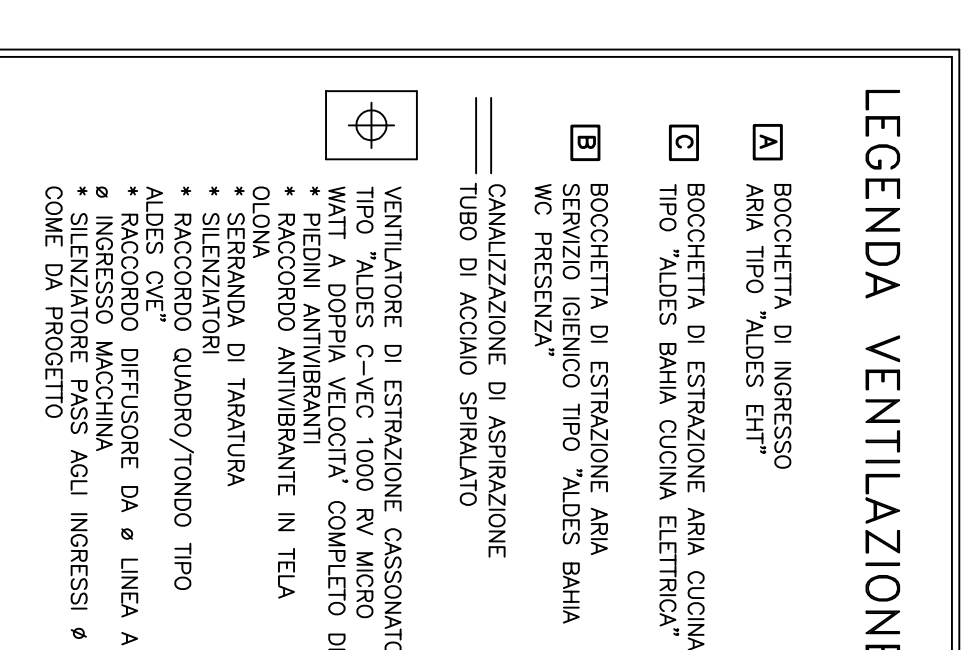 LEGENDA VENTILAZIONE
A
BOCCHETTA DI INGRESSO
ARIA TIPO "ALDES EHT"
C
BOCCHETTA DI ESTRAZIONE ARIA CUCINA
TIPO "ALDES BAHIA CUCINA ELETTRICA"
B
BOCCHETTA DI ESTRAZIONE ARIA
SERVIZIO IGIENICO TIPO "ALDES BAHIA
WC PRESENZA"
CANALIZZAZIONE DI ASPIRAZIONE
TUBO DI ACCIAIO SPIRALATO
VENTILATORE DI ESTRAZIONE CASSONATO
TIPO "ALDES C-VEC 1000 RV MICRO
WATT A DOPPIA VELOCITA' COMPLETO DI
* PIEDINI ANTIVIBRANTI
* RACCORDO ANTIVIBRANTE IN TELA
OLONA
* SERRANDA DI TARATURA
* SILENZIATORI
* RACCORDO QUADRO/TONDO TIPO
ALDES CVE"
* RACCORDO DIFFUSORE DA ø LINEA A
ø INGRESSO MACCHINA
* SILENZIATORE PASS AGLI INGRESSI ø
COME DA PROGETTO